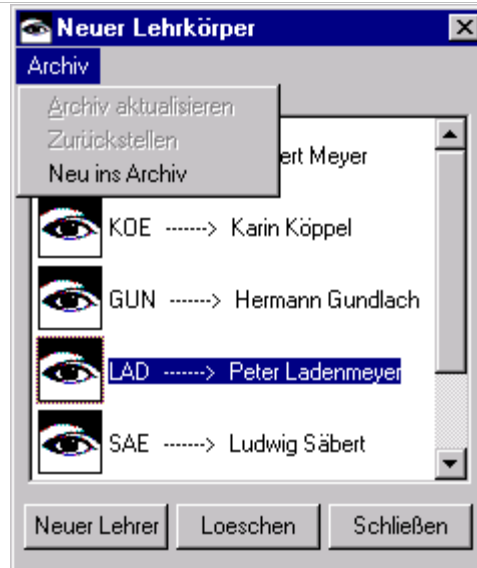 Neuer Lehrkörper
Archiv
Archiv aktualisieren
Zurückstellen
Neu ins Archiv
ert Meyer
KOE -------> Karin Köppel
GUN -------> Hermann Gundlach
LAD -------> Peter Ladenmeyer
SAE -------> Ludwig Säbert
Neuer Lehrer Loeschen Schließen